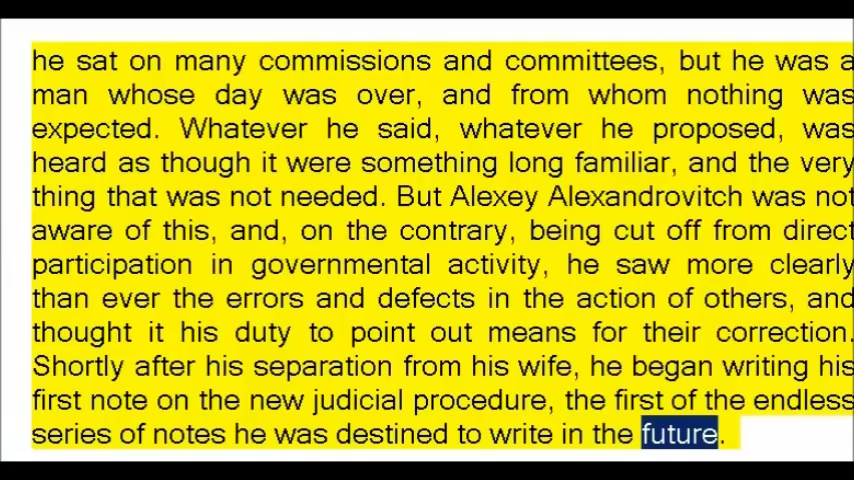 he sat on many commissions and committees, but he was a
man whose day was over, and from whom nothing was
expected. Whatever he said, whatever he proposed, was
heard as though it were something long familiar, and the very
thing that was not needed. But Alexey Alexandrovitch was not
aware of this, and, on the contrary, being cut off from direct
participation in governmental activity, he saw more clearly
than ever the errors and defects in the action of others, and
thought it his duty to point out means for their correction.
Shortly after his separation from his wife, he began writing his
first note on the new judicial procedure, the first of the endless
series of notes he was destined to write in the future.